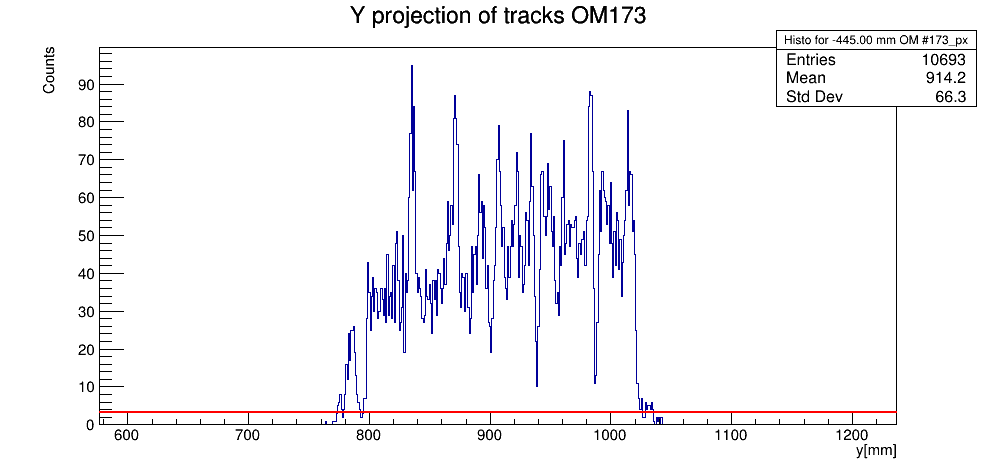 Y projection of tracks OM173
Histo for -445.00 mm OM #173_px
Entries 10693
Mean 914.2
Std Dev 66.3
Counts
90
80
70
60
50
40
30
20
10
0
600 700 800 900 1000 1100 1200
y[mm]